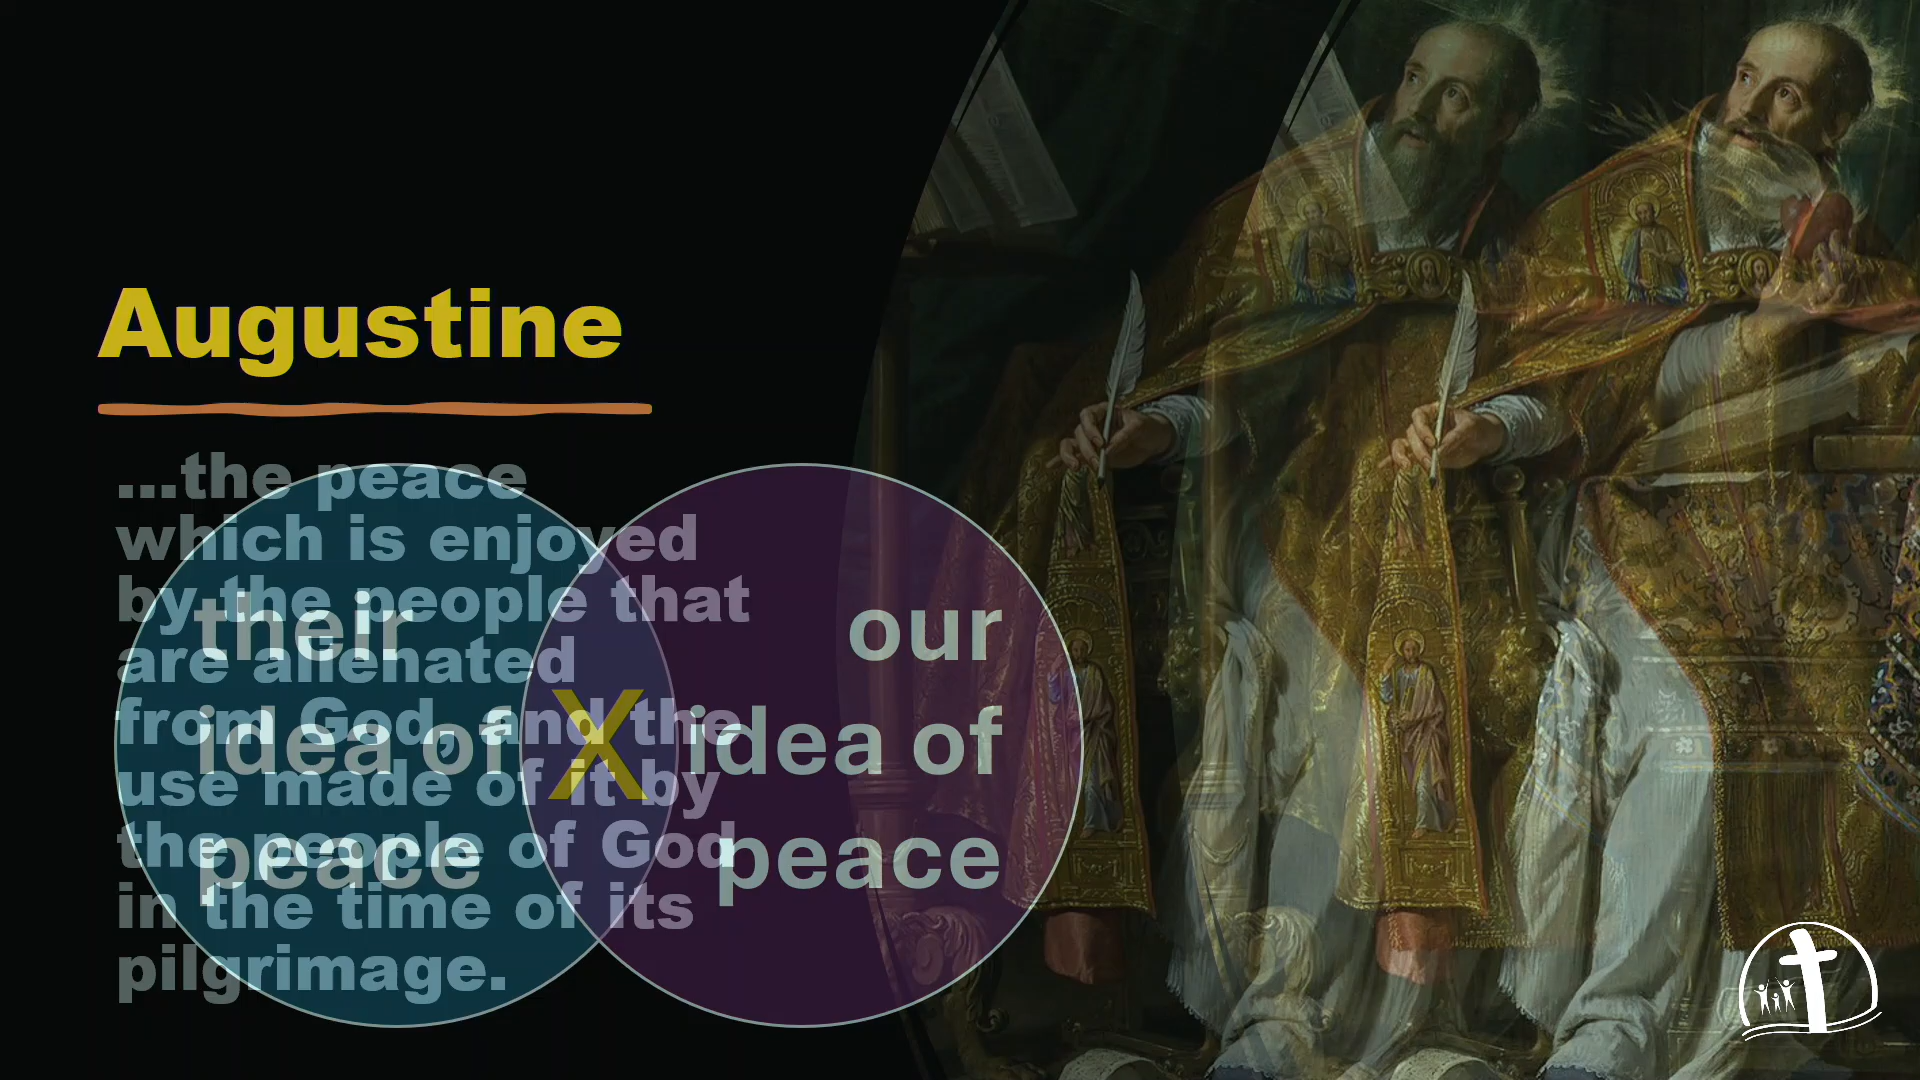 Augustine
...the peace
which is enjoyed
by the people that
are alienated
from God, and the
use made of it by
the people of God
in the time of its
pilgrimage.
their
idea of
peace
X
our
idea of
peace